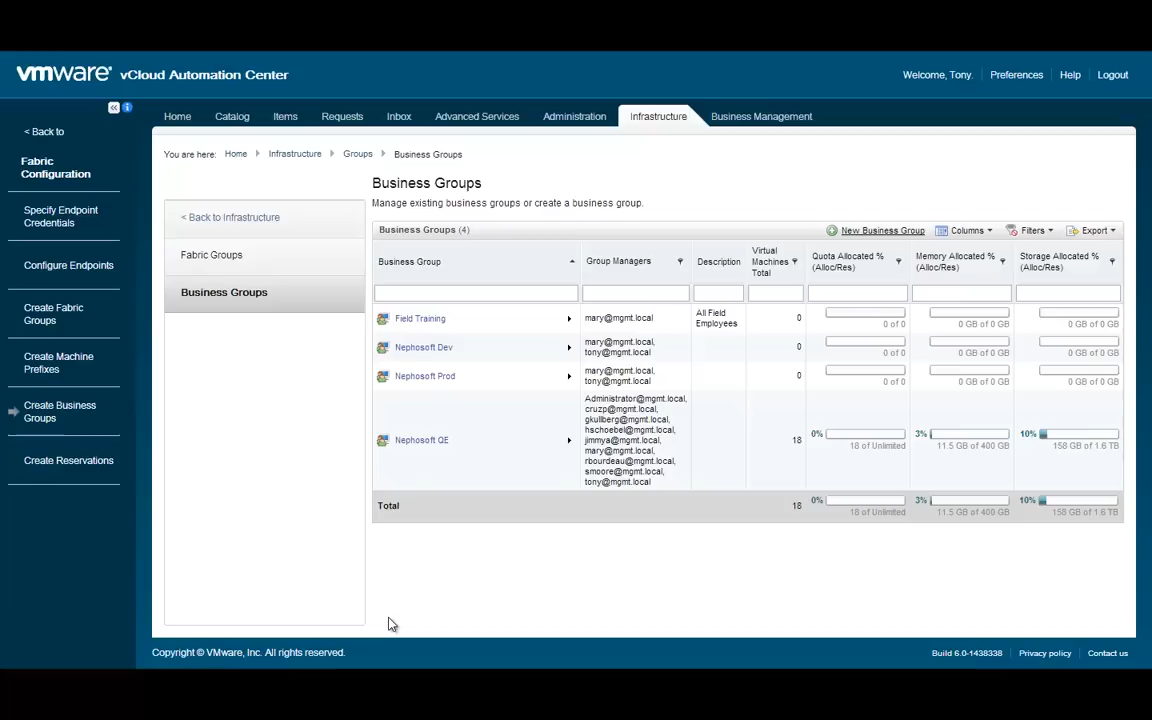 vmware® vCloud Automation Center
Welcome, Tony. Preferences Help Logout
Home Catalog Items Requests Inbox Advanced Services Administration Infrastructure Business Management
< Back to
Fabric
Configuration
Specify Endpoint
Credentials
Configure Endpoints
Create Fabric
Groups
Create Machine
Prefixes
Create Business
Groups
Create Reservations
You are here: Home Infrastructure Groups Business Groups
< Back to Infrastructure
Fabric Groups
Business Groups
Business Groups
Manage existing business groups or create a business group.
Business Groups (4) New Business Group Columns Filters Export
Business Group
Group Managers
Description
Virtual
Machines
Total
Quota Allocated %
(Alloc/Res)
Memory Allocated %
(Alloc/Res)
Storage Allocated %
(Alloc/Res)
Field Training
mary@mgmt.local
All Field
Employees
0
0 of 0
0 GB of 0 GB
0 GB of 0 GB
Nephosoft Dev
mary@mgmt.local,
tony@mgmt.local
0
0 of 0
0 GB of 0 GB
0 GB of 0 GB
Nephosoft Prod
mary@mgmt.local,
tony@mgmt.local
0
0 of 0
0 GB of 0 GB
0 GB of 0 GB
Nephosoft QE
Administrator@mgmt.local,
cruzp@mgmt.local,
gkullberg@mgmt.local,
hschoebel@mgmt.local,
jimmya@mgmt.local,
mary@mgmt.local,
rbourdeau@mgmt.local,
smoore@mgmt.local,
tony@mgmt.local
18
0%
18 of Unlimited
3%
11.5 GB of 400 GB
10%
158 GB of 1.6 TB
Total
18
0%
18 of Unlimited
3%
11.5 GB of 400 GB
10%
158 GB of 1.6 TB
Copyright © VMware, Inc. All rights reserved.
Build 6.0-1438338 Privacy policy Contact us